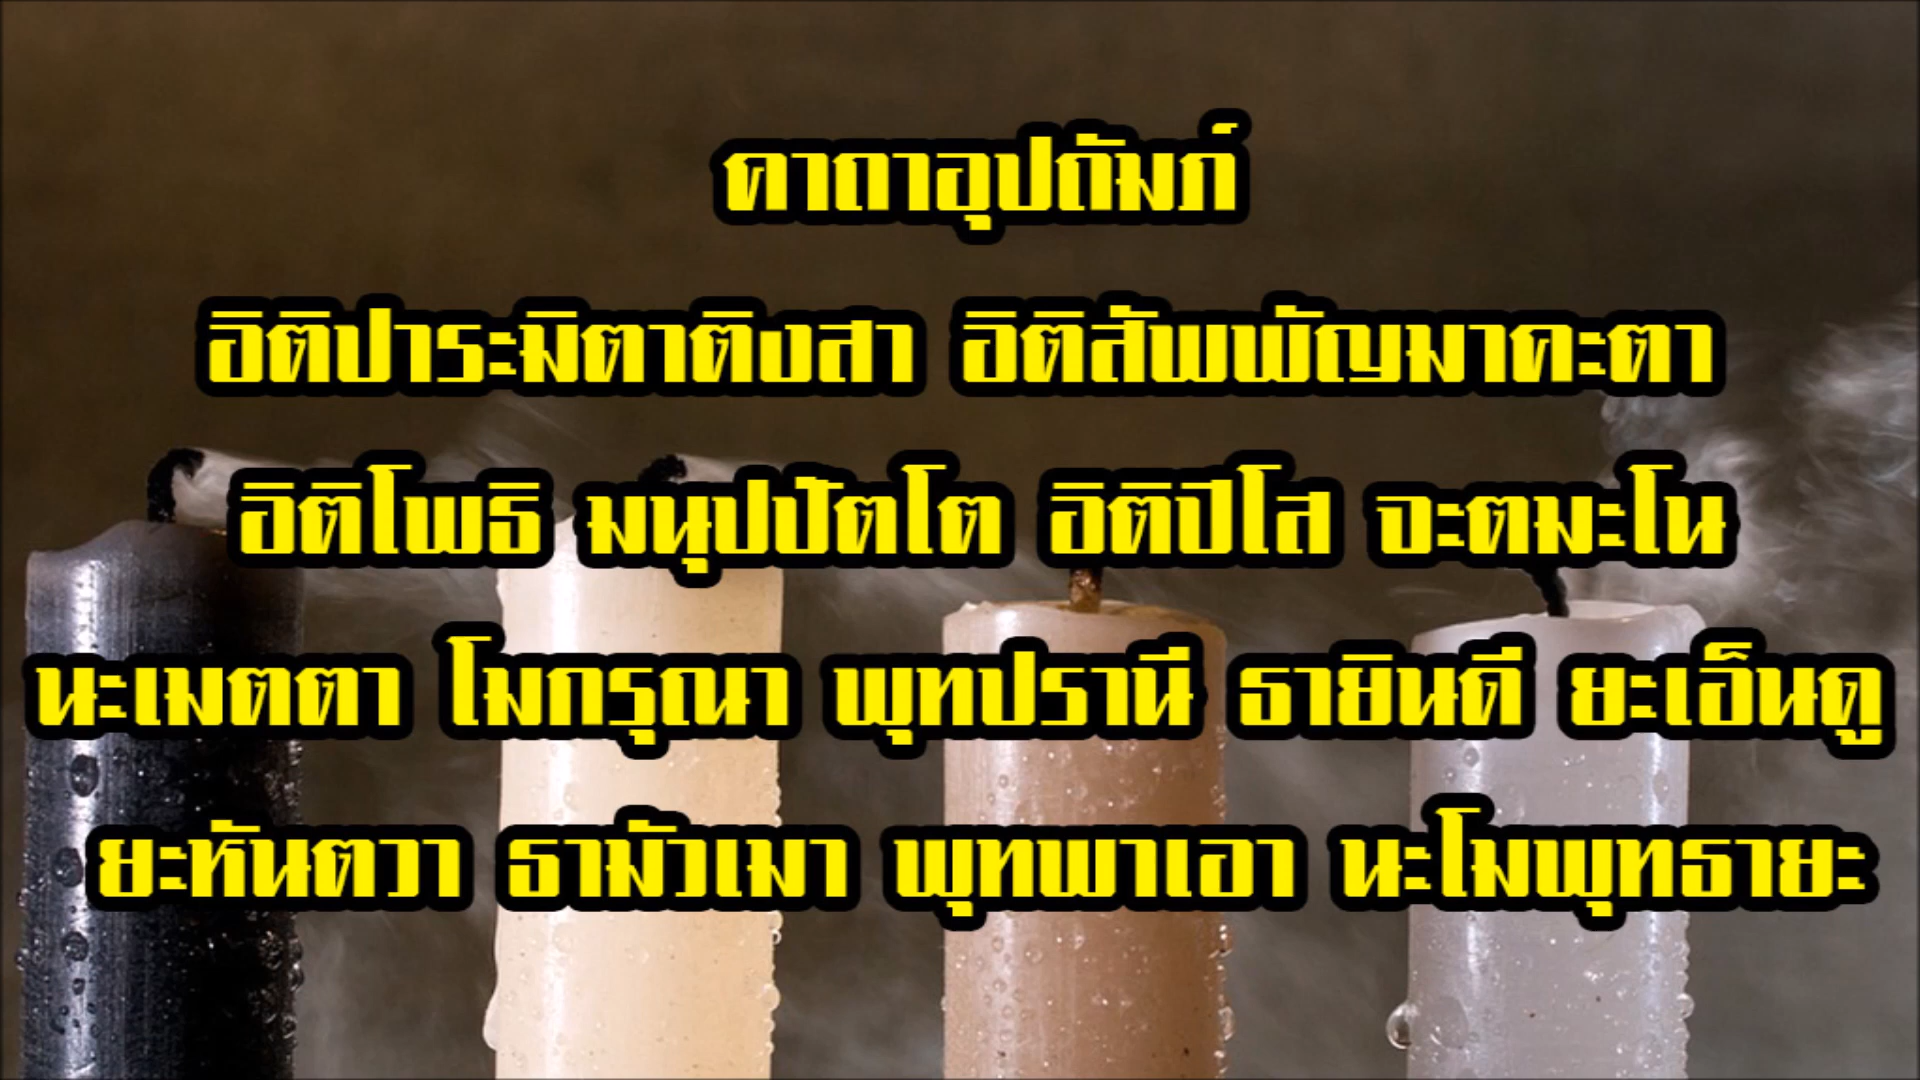 คาถาอุปถัมภ์
อิติปาระมิตาติงสา อิติสัพพัญมาคะตา
อิติโพธิ มนุปปัตโต อิติปีโส จะตมะโน
นะเมตตา โมกรุณา พุทปรานี ธายินดี ยะเอ็นดู
ยะหันตวา ธามัวเมา พุทพาเอา นะโมพุทธายะ